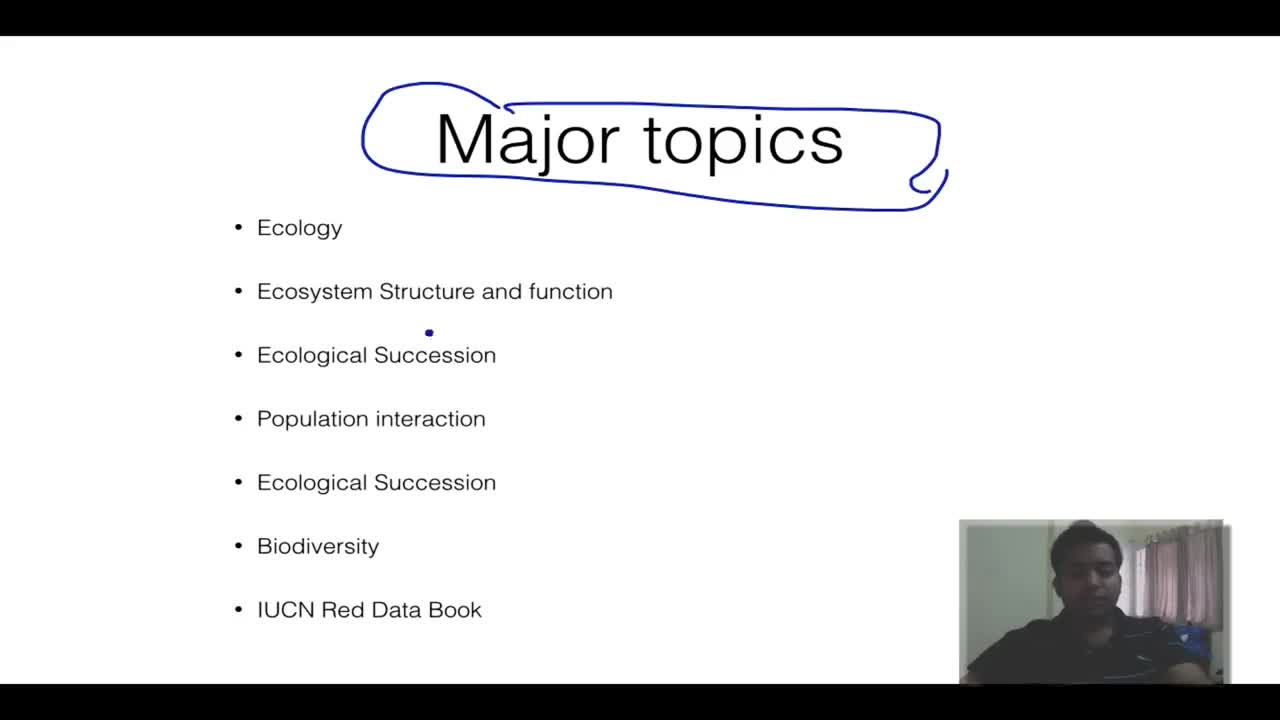 Major topics
• Ecology
• Ecosystem Structure and function
• Ecological Succession
• Population interaction
• Ecological Succession
• Biodiversity
• IUCN Red Data Book